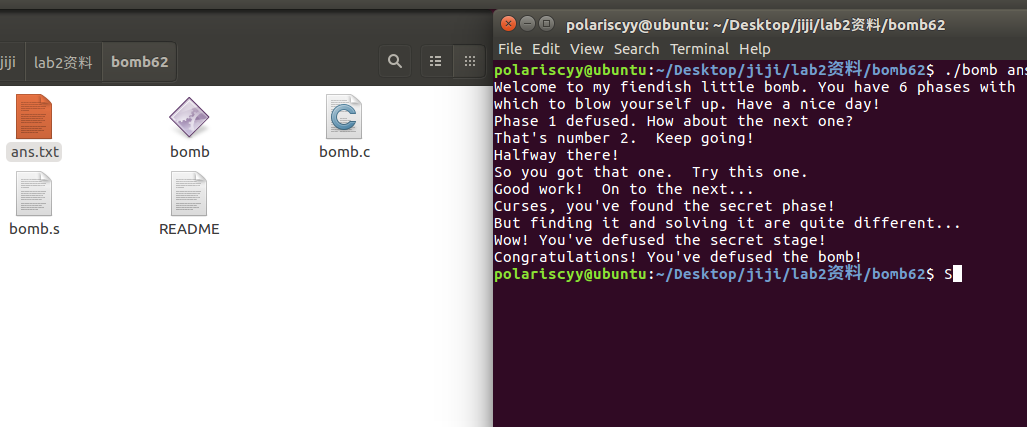 jiji lab2资料 bomb62
ans.txt bomb bomb.c
bomb.s README
polariscyy@ubuntu: ~/Desktop/jiji/lab2资料/bomb62
File Edit View Search Terminal Help
polariscyy@ubuntu:~/Desktop/jiji/lab2资料/bomb62$ ./bomb ans
Welcome to my fiendish little bomb. You have 6 phases with
which to blow yourself up. Have a nice day!
Phase 1 defused. How about the next one?
That's number 2.  Keep going!
Halfway there!
So you got that one.  Try this one.
Good work!  On to the next...
Curses, you've found the secret phase!
But finding it and solving it are quite different...
Wow! You've defused the secret stage!
Congratulations! You've defused the bomb!
polariscyy@ubuntu:~/Desktop/jiji/lab2资料/bomb62$ S